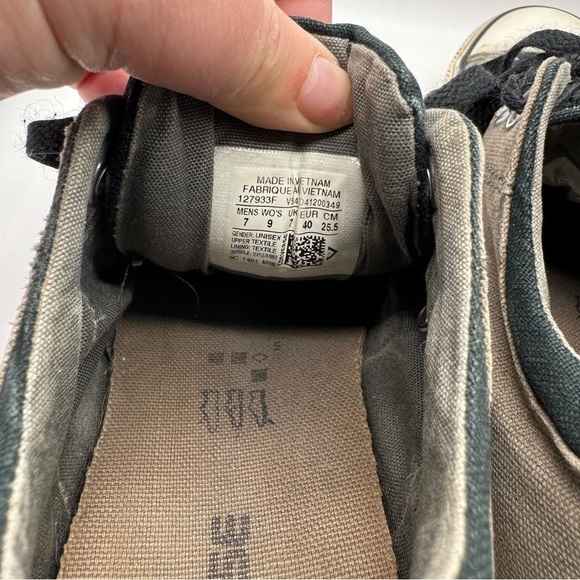 MADE IN VIETNAM
FABRIQUE AU VIETNAM
127933F V54D41200349
MENS WO'S UK EUR CM
7 9 7 40 25.5
GENDER: UNISEX
UPPER: TEXTILE
LINING: TEXTILE